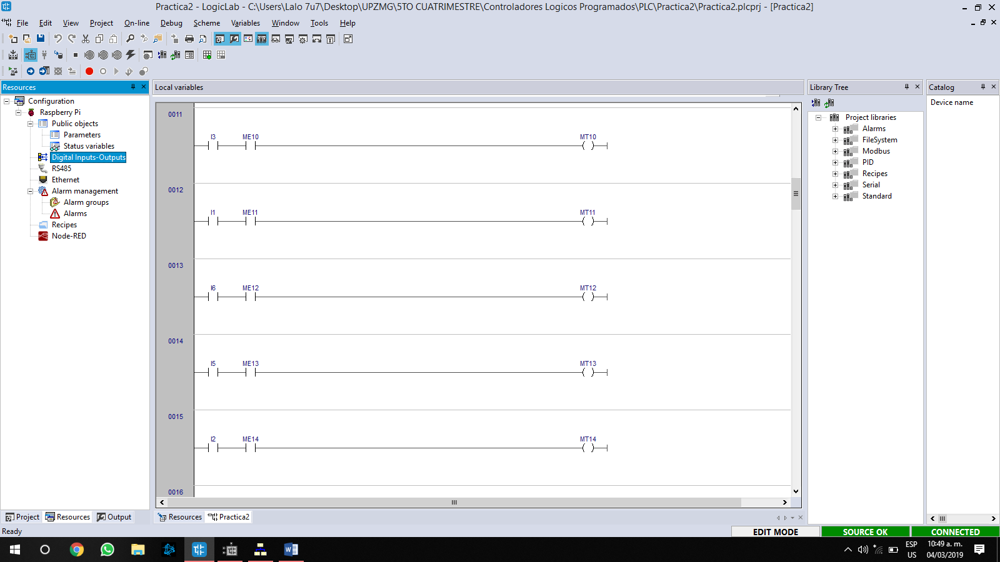 Practica2 - LogicLab - C:\Users\Lalo 7u7\Desktop\UPZMG\5TO CUATRIMESTRE\Controladores Logicos Programados\PLC\Practica2\Practica2.plcprj - [Practica2]
File Edit View Project On-line Debug Scheme Variables Window Tools Help
Resources
Configuration
Raspberry Pi
Public objects
Parameters
Status variables
Digital Inputs-Outputs
RS485
Ethernet
Alarm management
Alarm groups
Alarms
Recipes
Node-RED
Project Resources Output
Local variables
0011
I3 ME10 MT10
0012
I1 ME11 MT11
0013
I6 ME12 MT12
0014
I5 ME13 MT13
0015
I2 ME14 MT14
0016
Resources Practica2
Library Tree
Project libraries
Alarms
FileSystem
Modbus
PID
Recipes
Serial
Standard
Catalog
Device name
Ready
EDIT MODE SOURCE OK CONNECTED
ESP 10:49 a. m.
US 04/03/2019